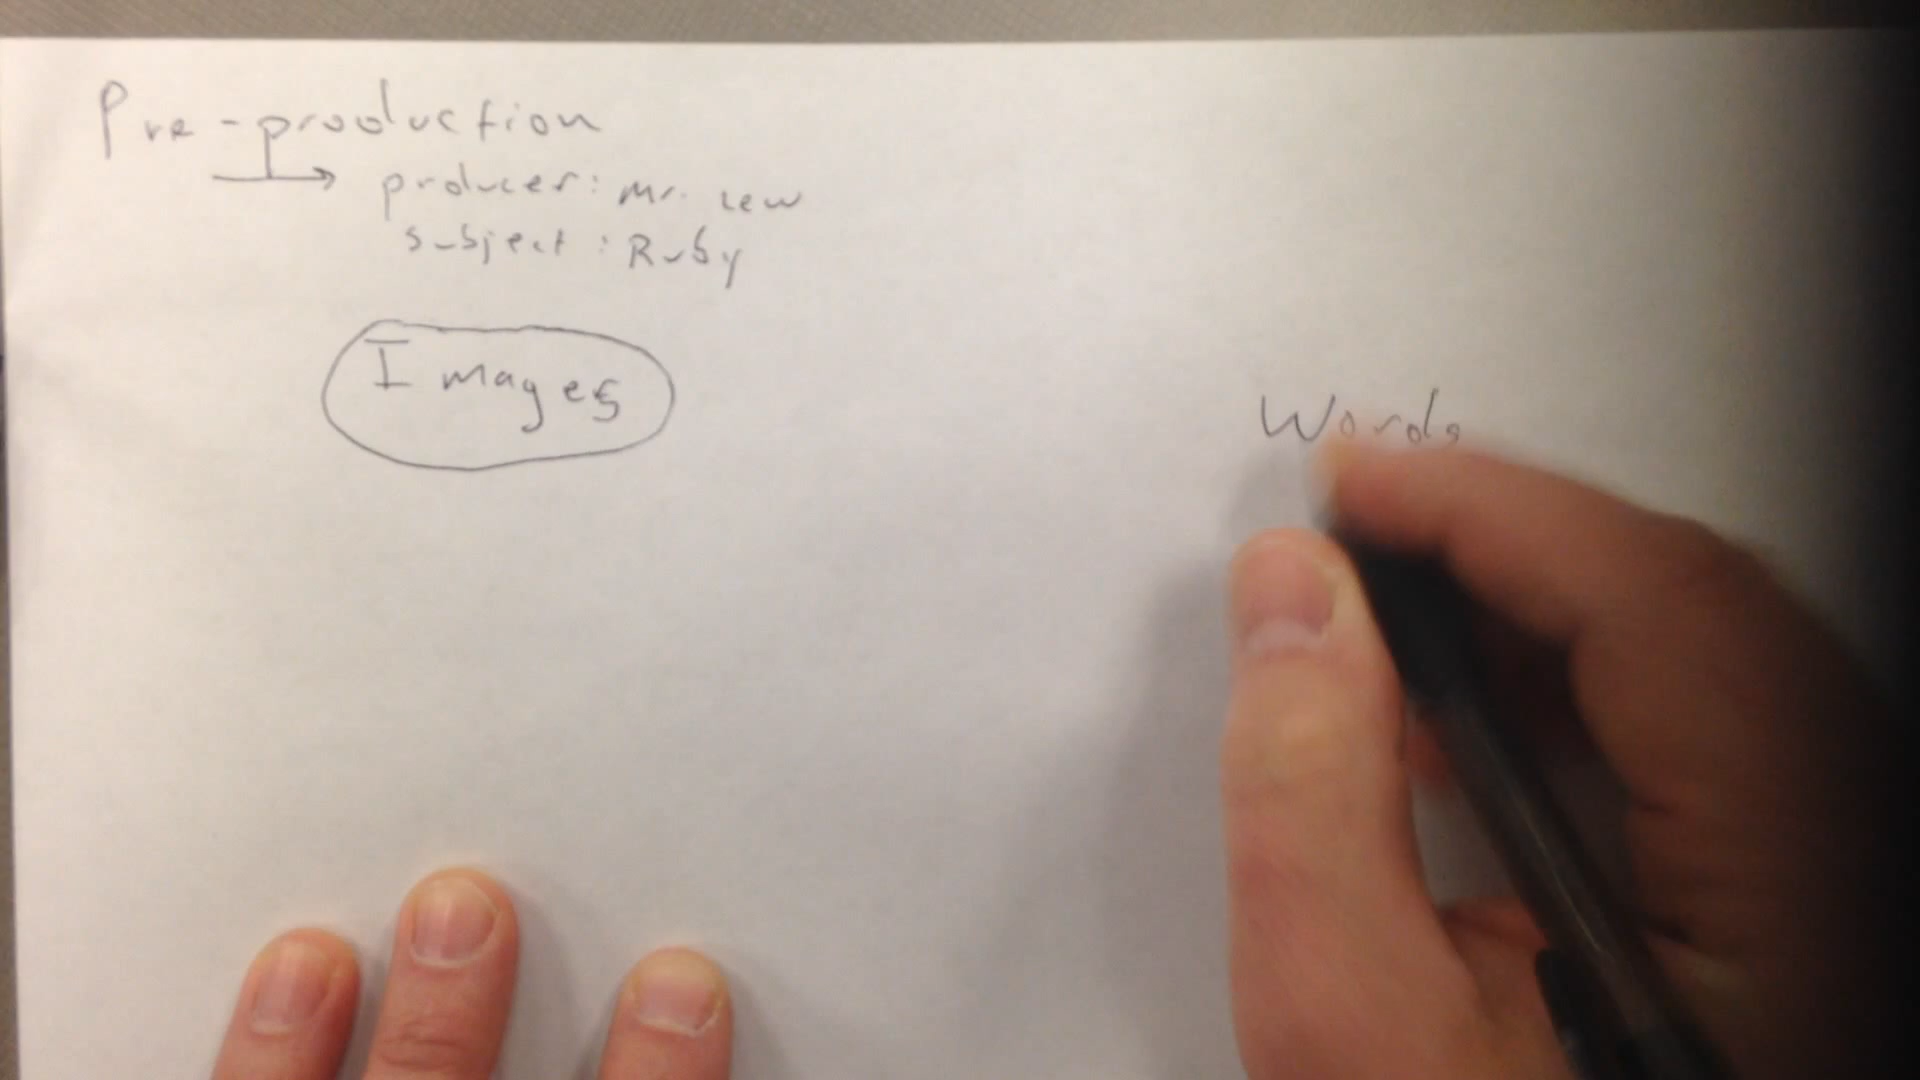 Pre-production
producer: Mr. Lew
subject: Ruby
Images
Words